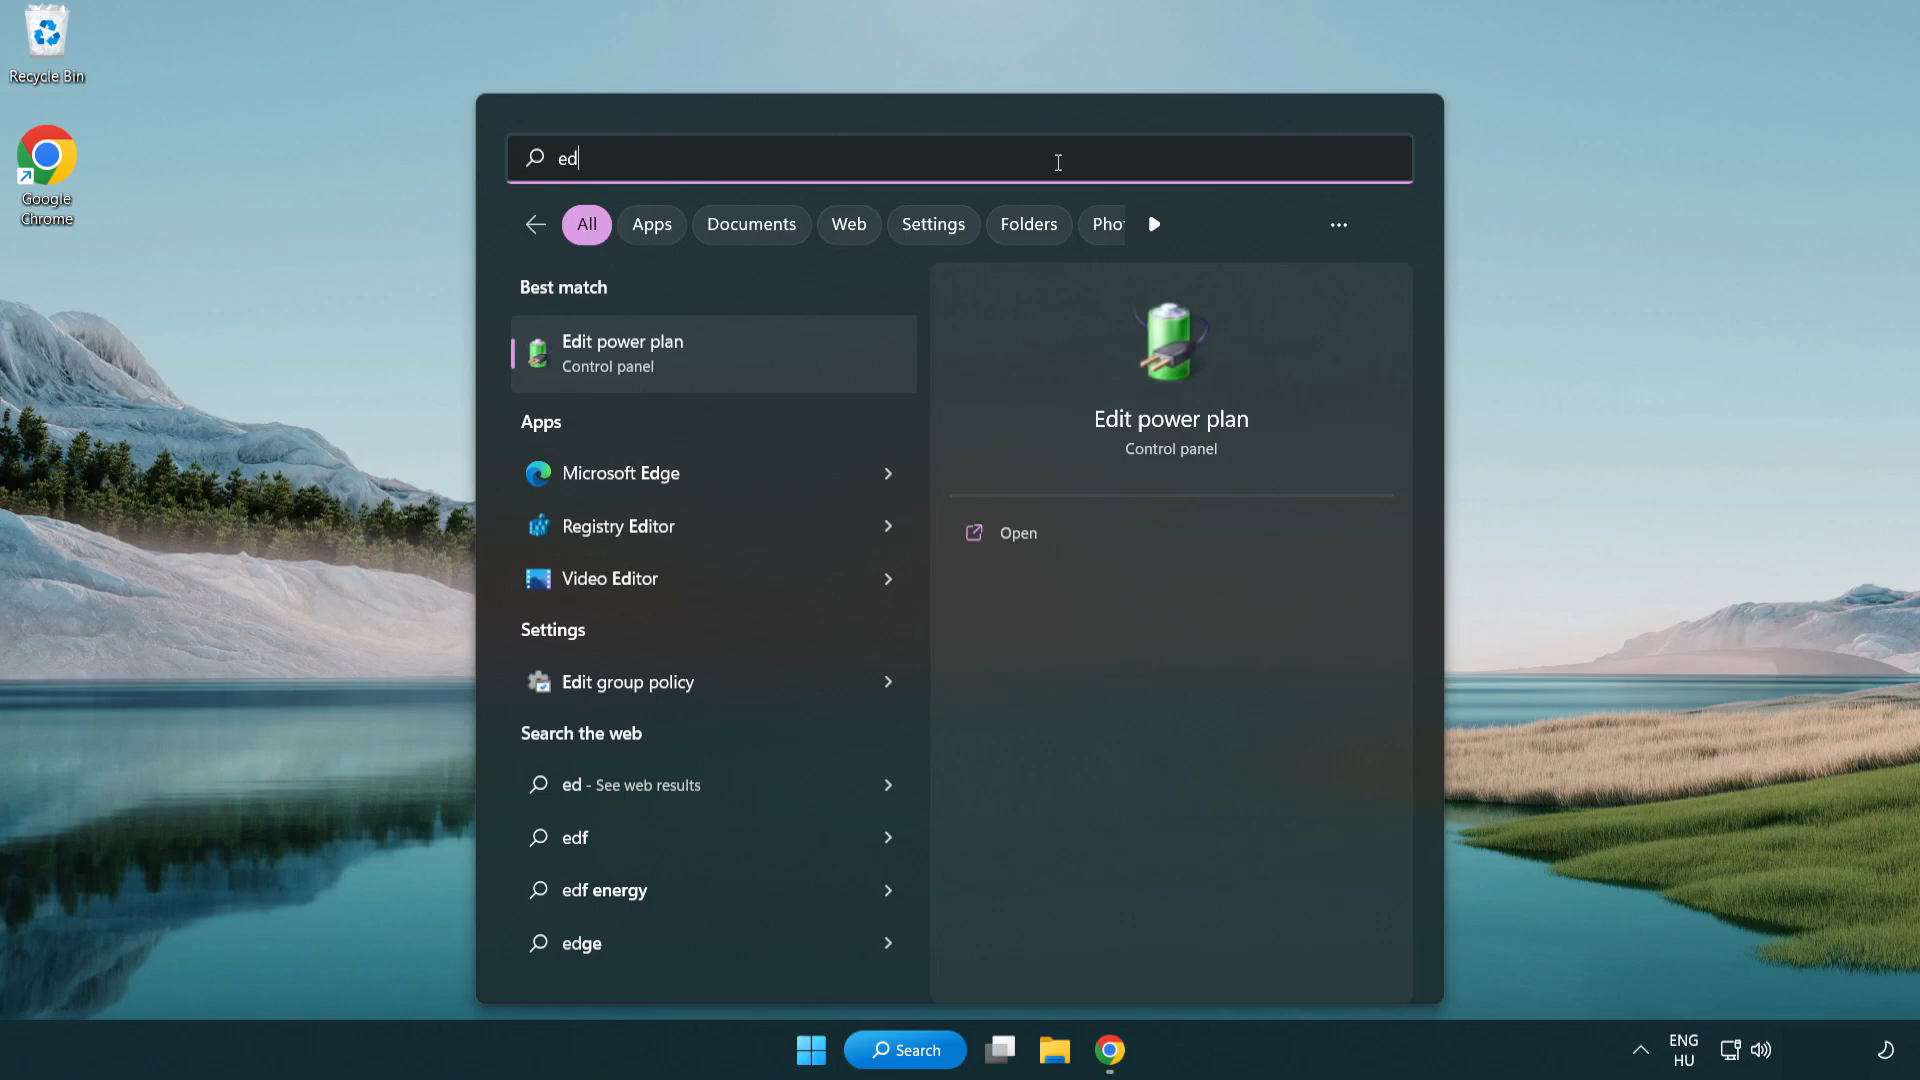 Recycle Bin
Google
Chrome
ed
All
Apps
Documents
Web
Settings
Folders
Pho
Best match
Edit power plan
Control panel
Apps
Microsoft Edge
Registry Editor
Video Editor
Settings
Edit group policy
Search the web
ed - See web results
edf
edf energy
edge
Edit power plan
Control panel
Open
Search
ENG
HU